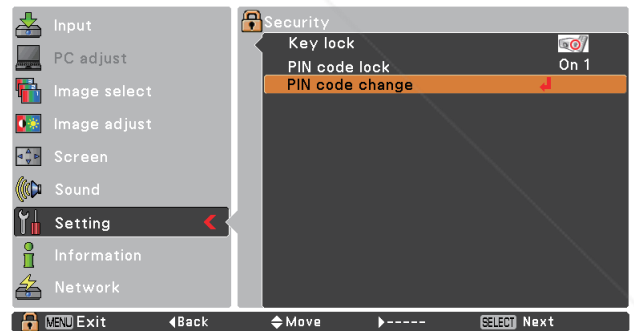 Input
PC adjust
Image select
Image adjust
Screen
Sound
Setting
Information
Network
Security
Key lock
PIN code lock On 1
PIN code change
MENU Exit Back Move ----- SELECT Next